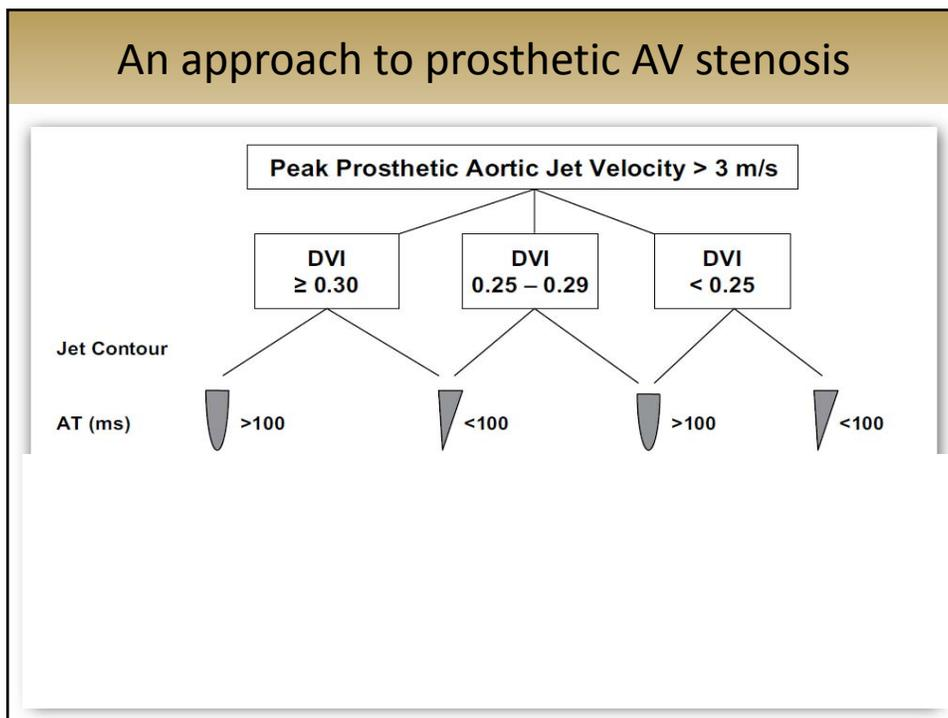 An approach to prosthetic AV stenosis
Peak Prosthetic Aortic Jet Velocity > 3 m/s
DVI
≥ 0.30
DVI
0.25 – 0.29
DVI
< 0.25
Jet Contour
AT (ms)
>100
<100
>100
<100